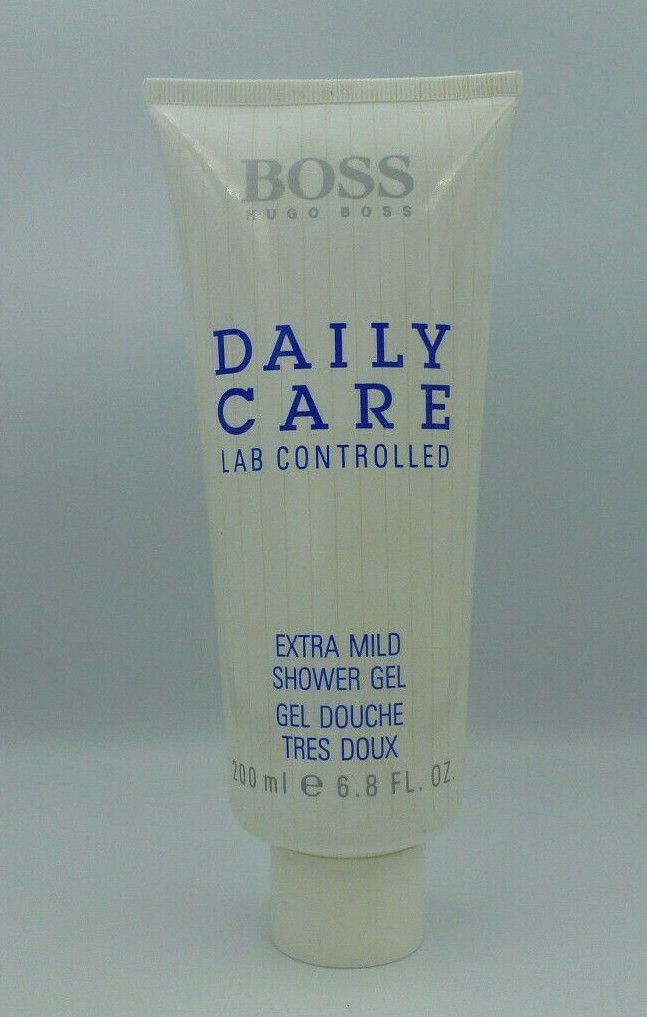 BOSS
HUGO BOSS
DAILY
CARE
LAB CONTROLLED
EXTRA MILD
SHOWER GEL
GEL DOUCHE
TRES DOUX
200 ml e 6.8 FL. OZ.